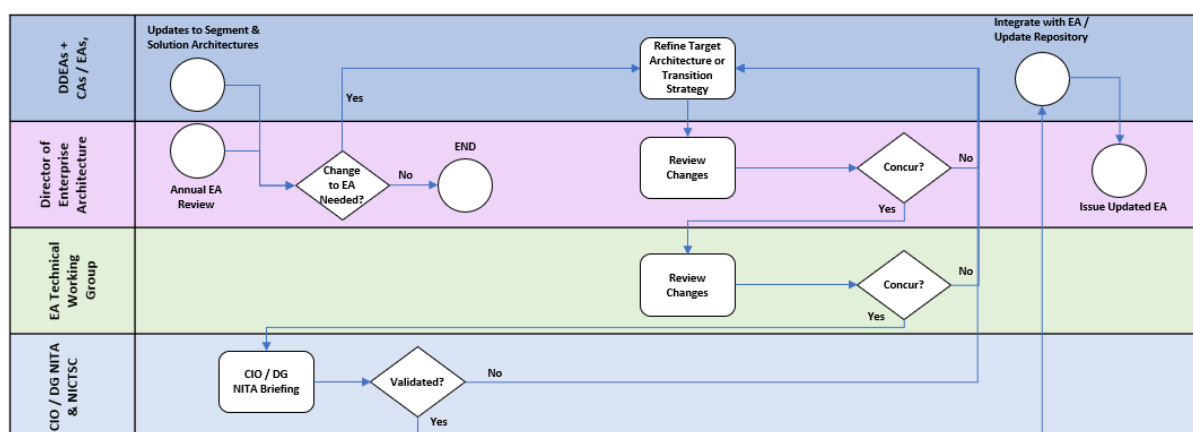 DDEAs +
CAs / EAs,
Updates to Segment &
Solution Architectures
Yes
Refine Target
Architecture or
Transition
Strategy
Integrate with EA /
Update Repository
Director of
Enterprise
Architecture
Annual EA
Review
Change
to EA
Needed?
No
END
Review
Changes
Concur?
No
Yes
Issue Updated EA
EA Technical
Working
Group
Review
Changes
Concur?
No
Yes
CIO / DG NITA
& NICTSC
CIO / DG
NITA Briefing
Validated?
No
Yes